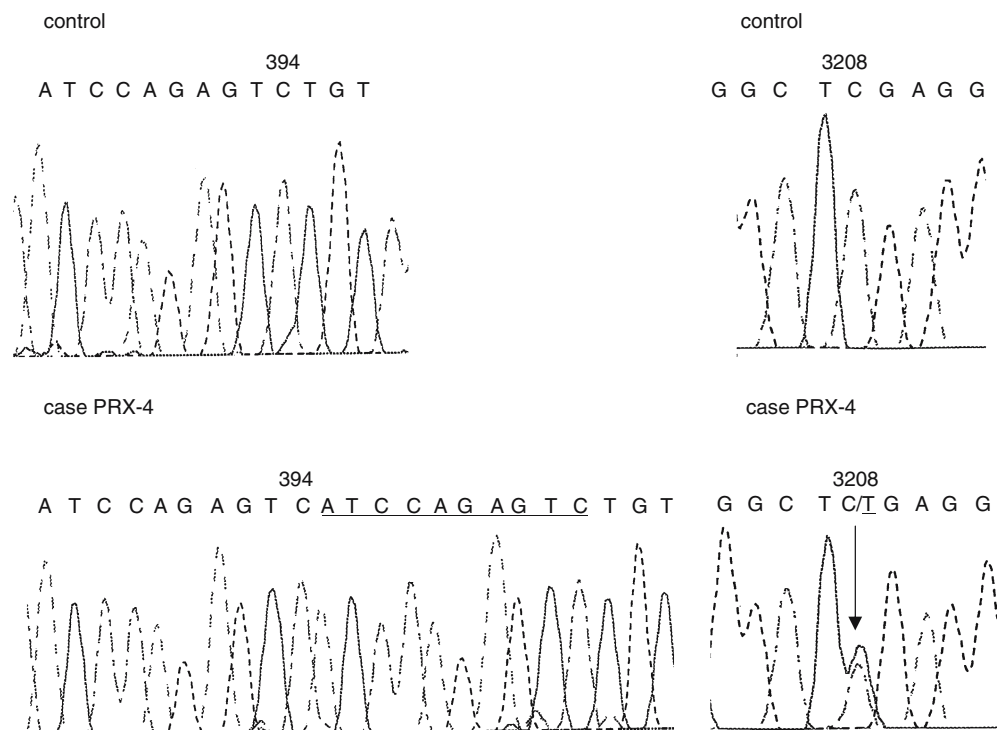 control
394
A T C C A G A G T C T G T
control
3208
G G C T C G A G G
case PRX-4
394
A T C C A G A G T C A T C C A G A G T C T G T
case PRX-4
3208
G G C T C/T G A G G